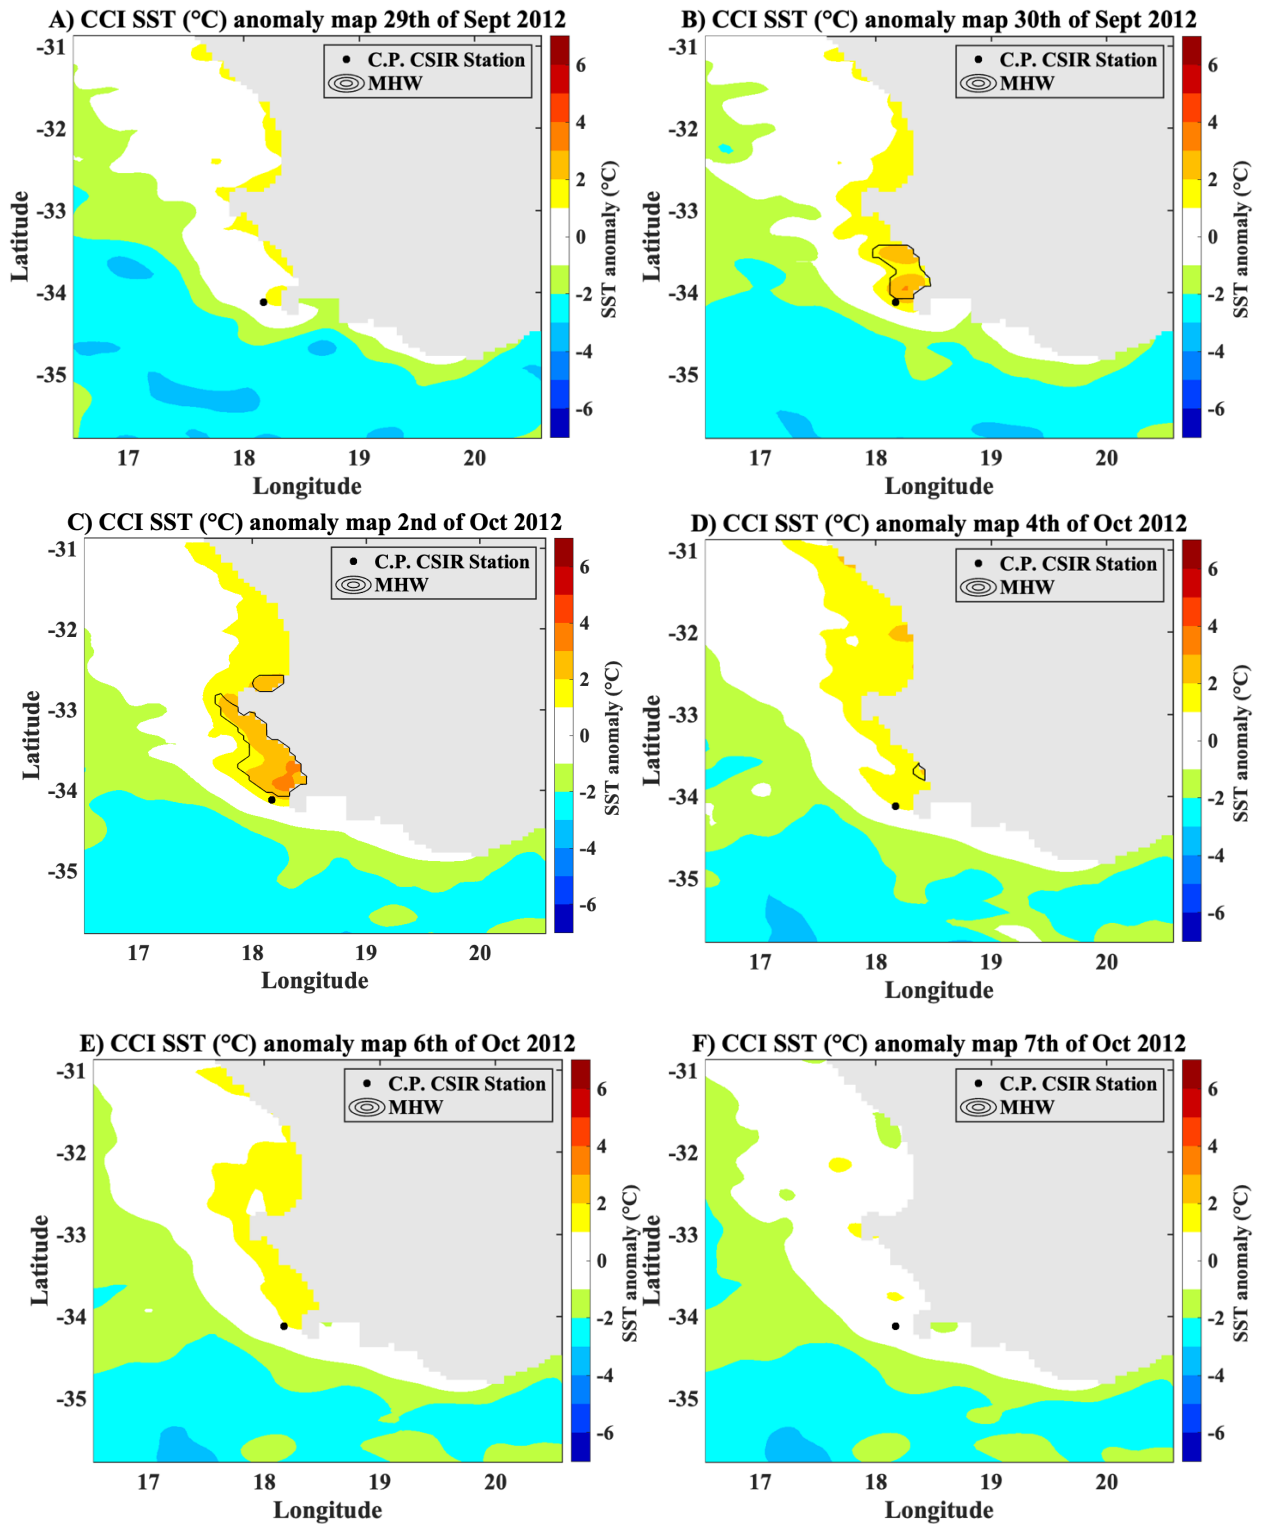 A) CCI SST (°C) anomaly map 29th of Sept 2012
C.P. CSIR Station
MHW
-31
-32
-33
-34
-35
Latitude
17
18
19
20
Longitude
6
4
2
0
-2
-4
-6
SST anomaly (°C)
B) CCI SST (°C) anomaly map 30th of Sept 2012
C.P. CSIR Station
MHW
-31
-32
-33
-34
-35
Latitude
17
18
19
20
Longitude
6
4
2
0
-2
-4
-6
SST anomaly (°C)
C) CCI SST (°C) anomaly map 2nd of Oct 2012
C.P. CSIR Station
MHW
-31
-32
-33
-34
-35
Latitude
17
18
19
20
Longitude
6
4
2
0
-2
-4
-6
SST anomaly (°C)
D) CCI SST (°C) anomaly map 4th of Oct 2012
C.P. CSIR Station
MHW
-31
-32
-33
-34
-35
Latitude
17
18
19
20
Longitude
6
4
2
0
-2
-4
-6
SST anomaly (°C)
E) CCI SST (°C) anomaly map 6th of Oct 2012
C.P. CSIR Station
MHW
-31
-32
-33
-34
-35
Latitude
17
18
19
20
Longitude
6
4
2
0
-2
-4
-6
SST anomaly (°C)
F) CCI SST (°C) anomaly map 7th of Oct 2012
C.P. CSIR Station
MHW
-31
-32
-33
-34
-35
Latitude
17
18
19
20
Longitude
6
4
2
0
-2
-4
-6
SST anomaly (°C)